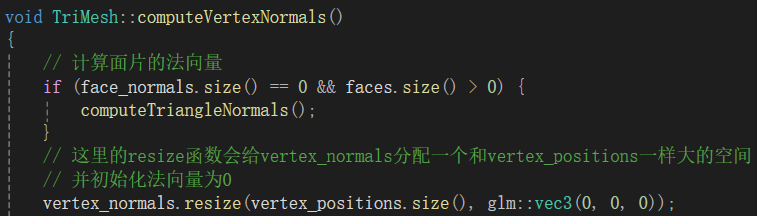 void TriMesh::computeVertexNormals()
{
// 计算面片的法向量
if (face_normals.size() == 0 && faces.size() > 0) {
computeTriangleNormals();
}
// 这里的resize函数会给vertex_normals分配一个和vertex_positions一样大的空间
// 并初始化法向量为0
vertex_normals.resize(vertex_positions.size(), glm::vec3(0, 0, 0));